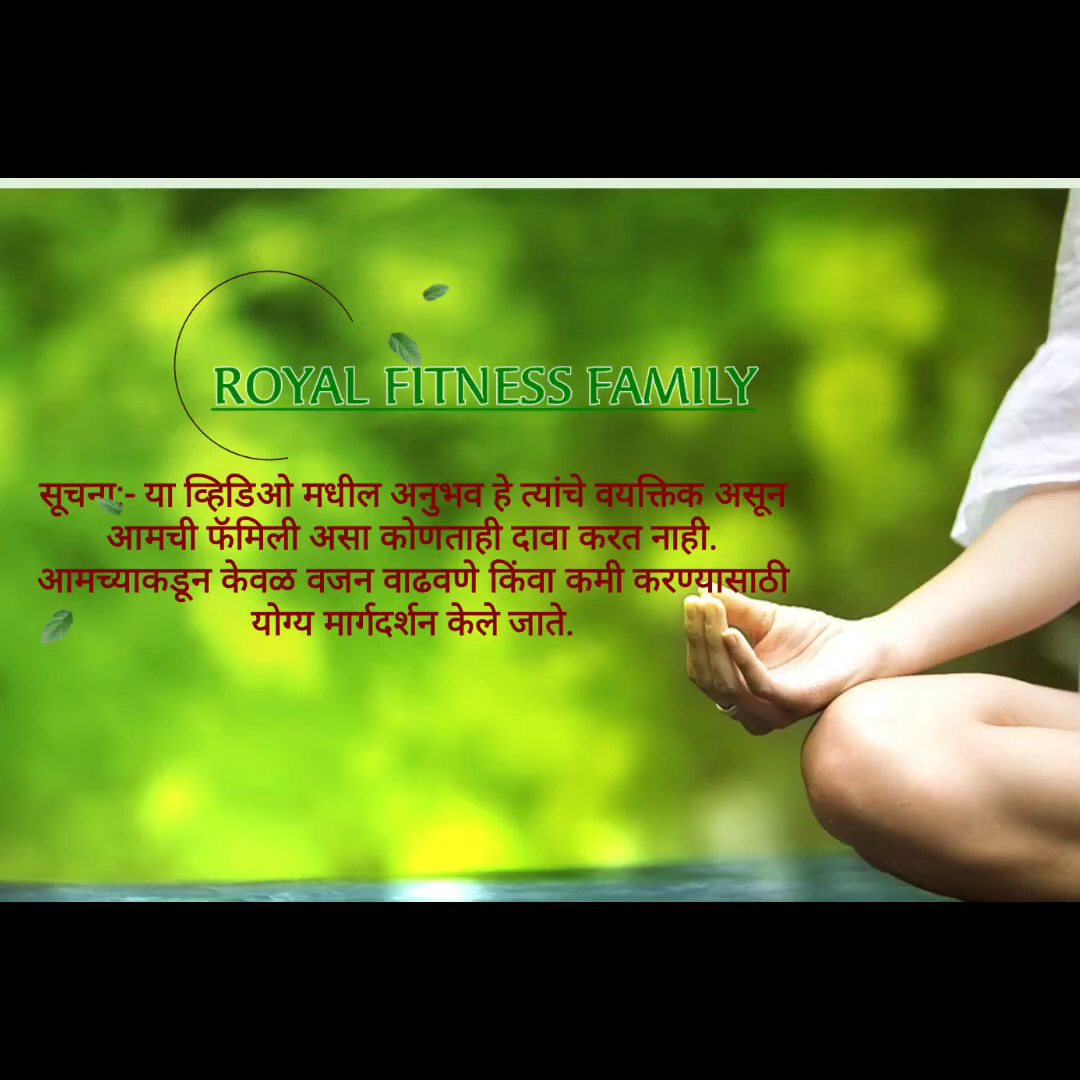 ROYAL FITNESS FAMILY
सूचना:- या व्हिडिओ मधील अनुभव हे त्यांचे वयक्तिक असून
आमची फॅमिली असा कोणताही दावा करत नाही.
आमच्याकडून केवळ वजन वाढवणे किंवा कमी करण्यासाठी
योग्य मार्गदर्शन केले जाते.